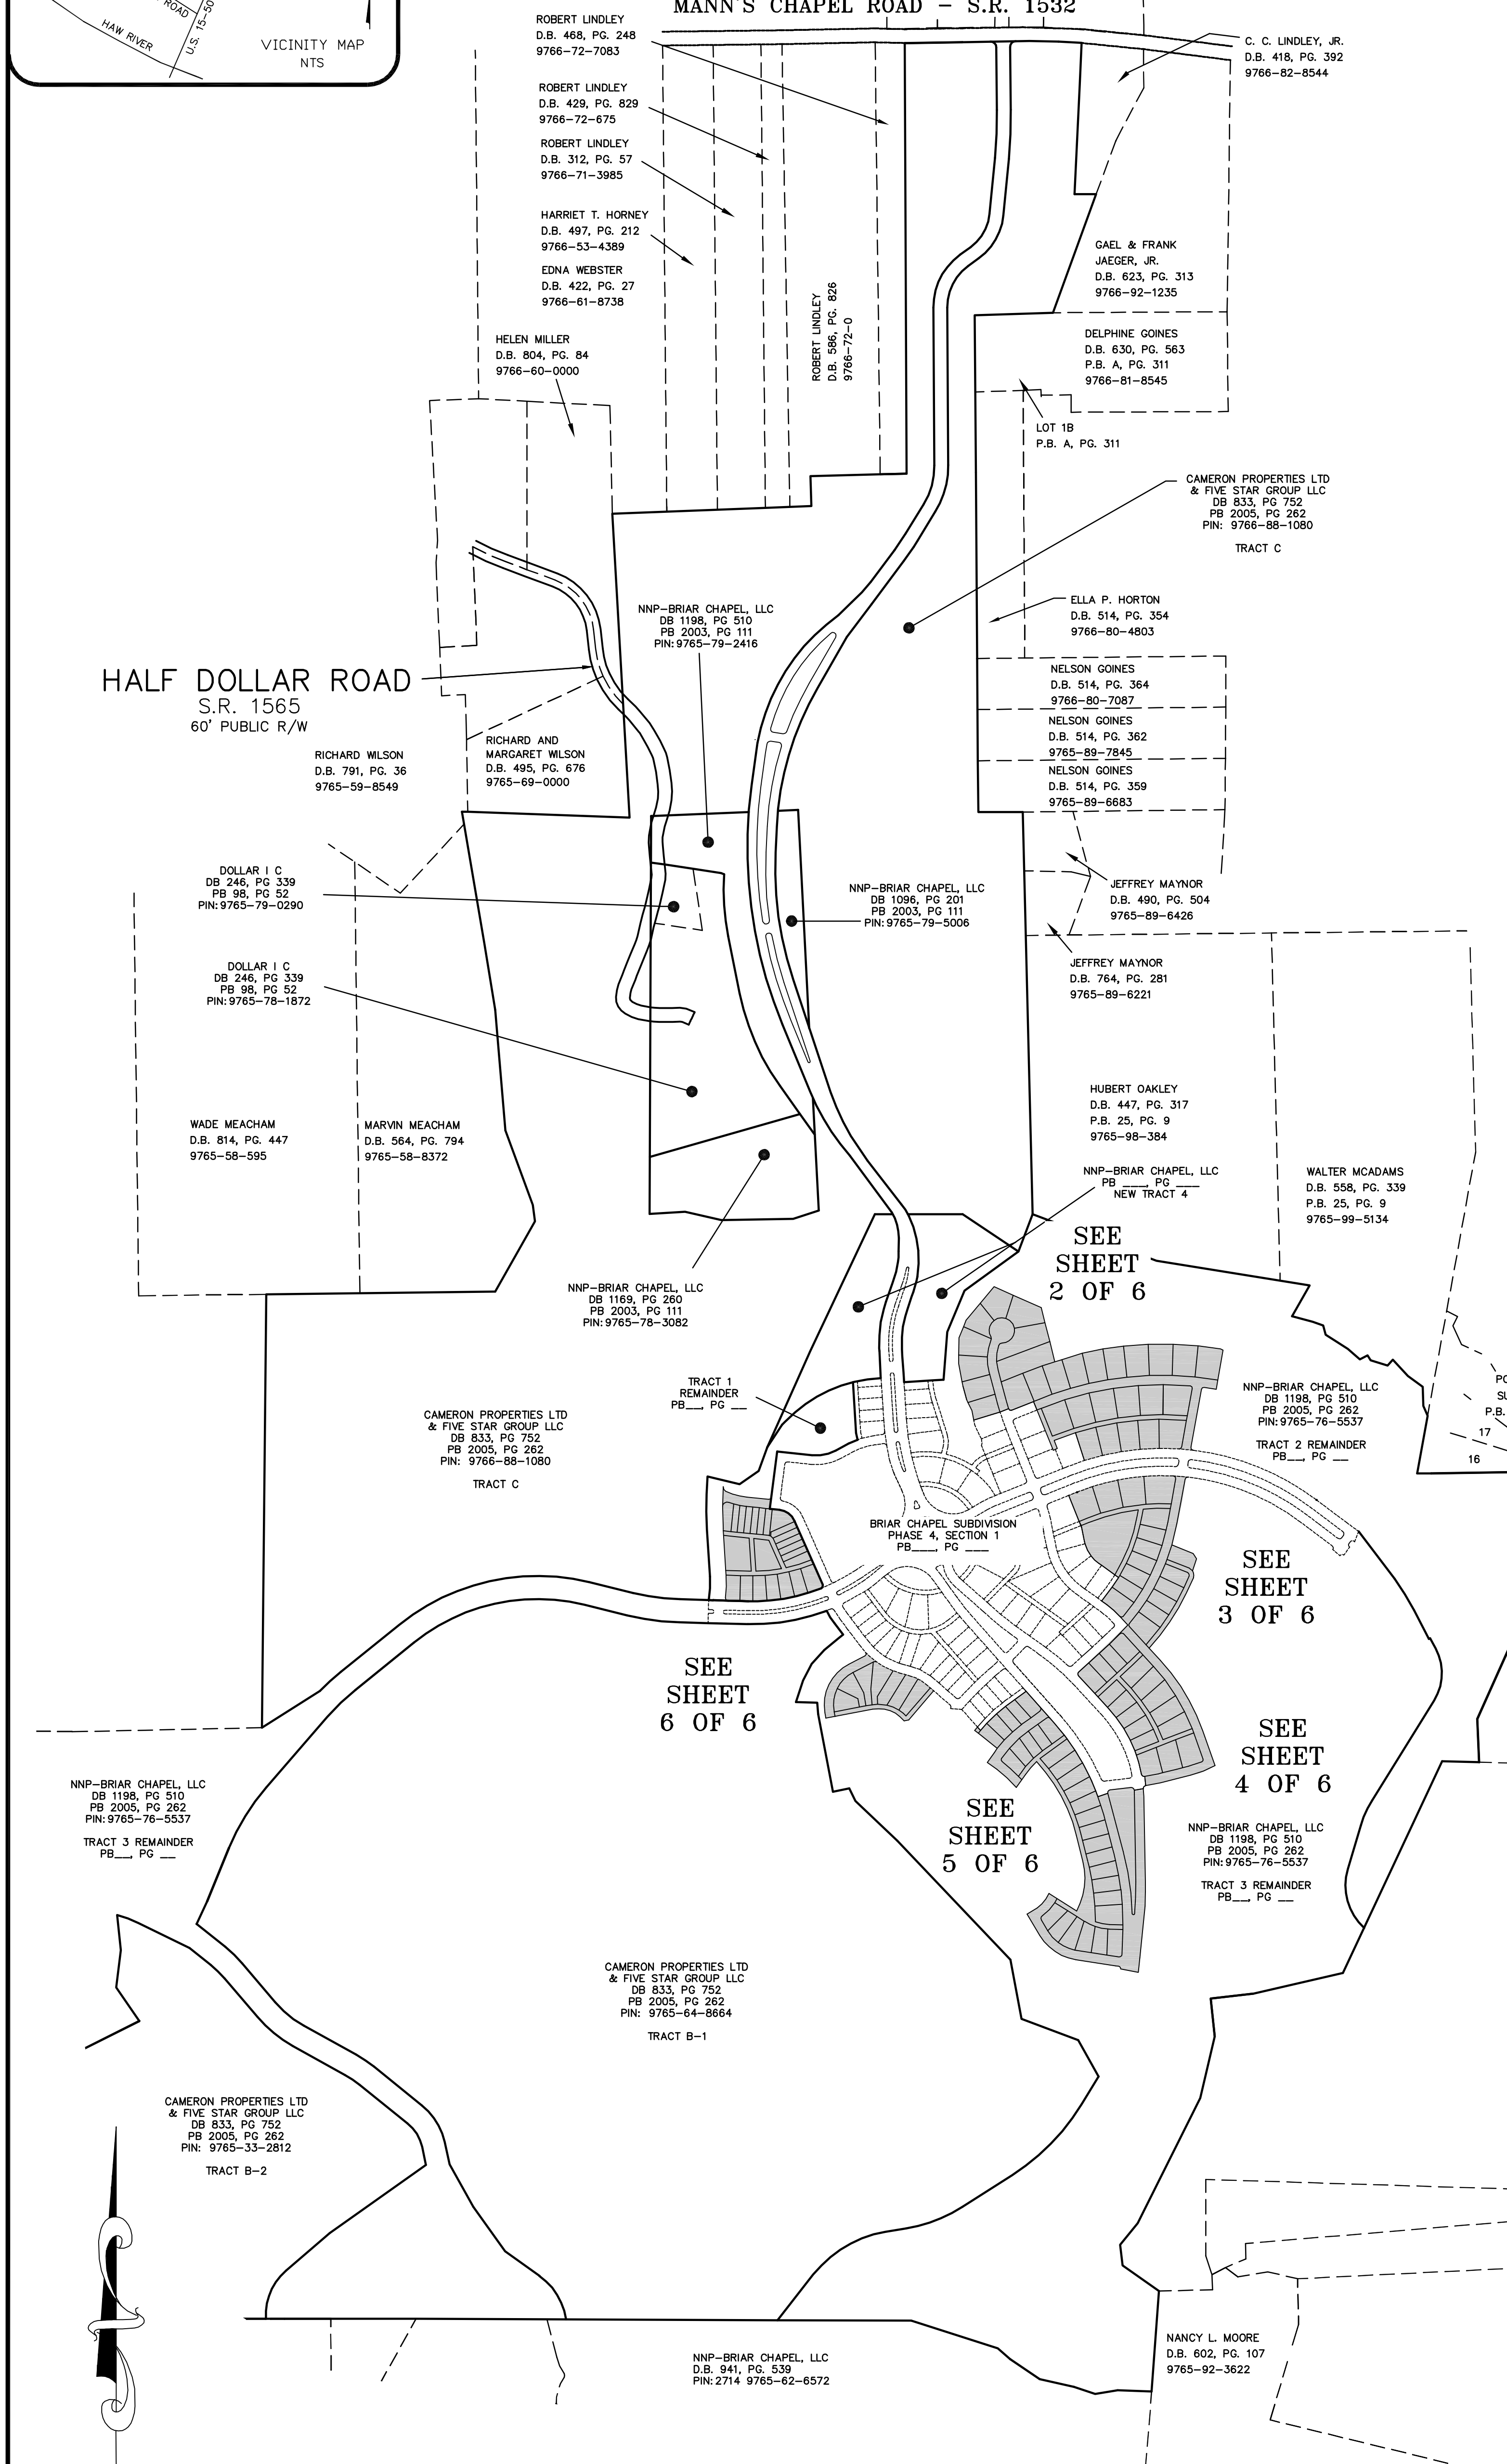 MANN'S CHAPEL ROAD - S.R. 1532
ROAD
HAW RIVER
U.S. 15-50
VICINITY MAP
NTS
ROBERT LINDLEY
D.B. 468, PG. 248
9766-72-7083
C. C. LINDLEY, JR.
D.B. 418, PG. 392
9766-82-8544
ROBERT LINDLEY
D.B. 429, PG. 829
9766-72-675
ROBERT LINDLEY
D.B. 312, PG. 57
9766-71-3985
HARRIET T. HORNEY
D.B. 497, PG. 212
9766-53-4389
EDNA WEBSTER
D.B. 422, PG. 27
9766-61-8738
GAEL & FRANK
JAEGER, JR.
D.B. 623, PG. 313
9766-92-1235
ROBERT LINDLEY
D.B. 586, PG. 826
9766-72-0
HELEN MILLER
D.B. 804, PG. 84
9766-60-0000
DELPHINE GOINES
D.B. 630, PG. 563
P.B. A, PG. 311
9766-81-8545
LOT 1B
P.B. A, PG. 311
CAMERON PROPERTIES LTD
& FIVE STAR GROUP LLC
DB 833, PG 752
PB 2005, PG 262
PIN: 9766-88-1080
TRACT C
NNP-BRIAR CHAPEL, LLC
DB 1198, PG 510
PB 2003, PG 111
PIN: 9765-79-2416
ELLA P. HORTON
D.B. 514, PG. 354
9766-80-4803
HALF DOLLAR ROAD
S.R. 1565
60' PUBLIC R/W
NELSON GOINES
D.B. 514, PG. 364
9766-80-7087
NELSON GOINES
D.B. 514, PG. 362
9765-89-7845
NELSON GOINES
D.B. 514, PG. 359
9765-89-6683
RICHARD WILSON
D.B. 791, PG. 36
9765-59-8549
RICHARD AND
MARGARET WILSON
D.B. 495, PG. 676
9765-69-0000
DOLLAR I C
DB 246, PG 339
PB 98, PG 52
PIN: 9765-79-0290
NNP-BRIAR CHAPEL, LLC
DB 1096, PG 201
PB 2003, PG 111
PIN: 9765-79-5006
JEFFREY MAYNOR
D.B. 490, PG. 504
9765-89-6426
DOLLAR I C
DB 246, PG 339
PB 98, PG 52
PIN: 9765-78-1872
JEFFREY MAYNOR
D.B. 764, PG. 281
9765-89-6221
WADE MEACHAM
D.B. 814, PG. 447
9765-58-595
MARVIN MEACHAM
D.B. 564, PG. 794
9765-58-8372
HUBERT OAKLEY
D.B. 447, PG. 317
P.B. 25, PG. 9
9765-98-384
NNP-BRIAR CHAPEL, LLC
PB ___, PG ___
NEW TRACT 4
WALTER MCADAMS
D.B. 558, PG. 339
P.B. 25, PG. 9
9765-99-5134
SEE
SHEET
2 OF 6
NNP-BRIAR CHAPEL, LLC
DB 1169, PG 260
PB 2003, PG 111
PIN: 9765-78-3082
TRACT 1
REMAINDER
PB__, PG __
NNP-BRIAR CHAPEL, LLC
DB 1198, PG 510
PB 2005, PG 262
PIN: 9765-76-5537
TRACT 2 REMAINDER
PB__, PG __
PO
SU
P.B.
17
16
CAMERON PROPERTIES LTD
& FIVE STAR GROUP LLC
DB 833, PG 752
PB 2005, PG 262
PIN: 9766-88-1080
TRACT C
BRIAR CHAPEL SUBDIVISION
PHASE 4, SECTION 1
PB___, PG ___
SEE
SHEET
3 OF 6
SEE
SHEET
6 OF 6
SEE
SHEET
4 OF 6
SEE
SHEET
5 OF 6
NNP-BRIAR CHAPEL, LLC
DB 1198, PG 510
PB 2005, PG 262
PIN: 9765-76-5537
TRACT 3 REMAINDER
PB__, PG __
NNP-BRIAR CHAPEL, LLC
DB 1198, PG 510
PB 2005, PG 262
PIN: 9765-76-5537
TRACT 3 REMAINDER
PB__, PG __
CAMERON PROPERTIES LTD
& FIVE STAR GROUP LLC
DB 833, PG 752
PB 2005, PG 262
PIN: 9765-64-8664
TRACT B-1
CAMERON PROPERTIES LTD
& FIVE STAR GROUP LLC
DB 833, PG 752
PB 2005, PG 262
PIN: 9765-33-2812
TRACT B-2
NNP-BRIAR CHAPEL, LLC
D.B. 941, PG. 539
PIN: 2714 9765-62-6572
NANCY L. MOORE
D.B. 602, PG. 107
9765-92-3622